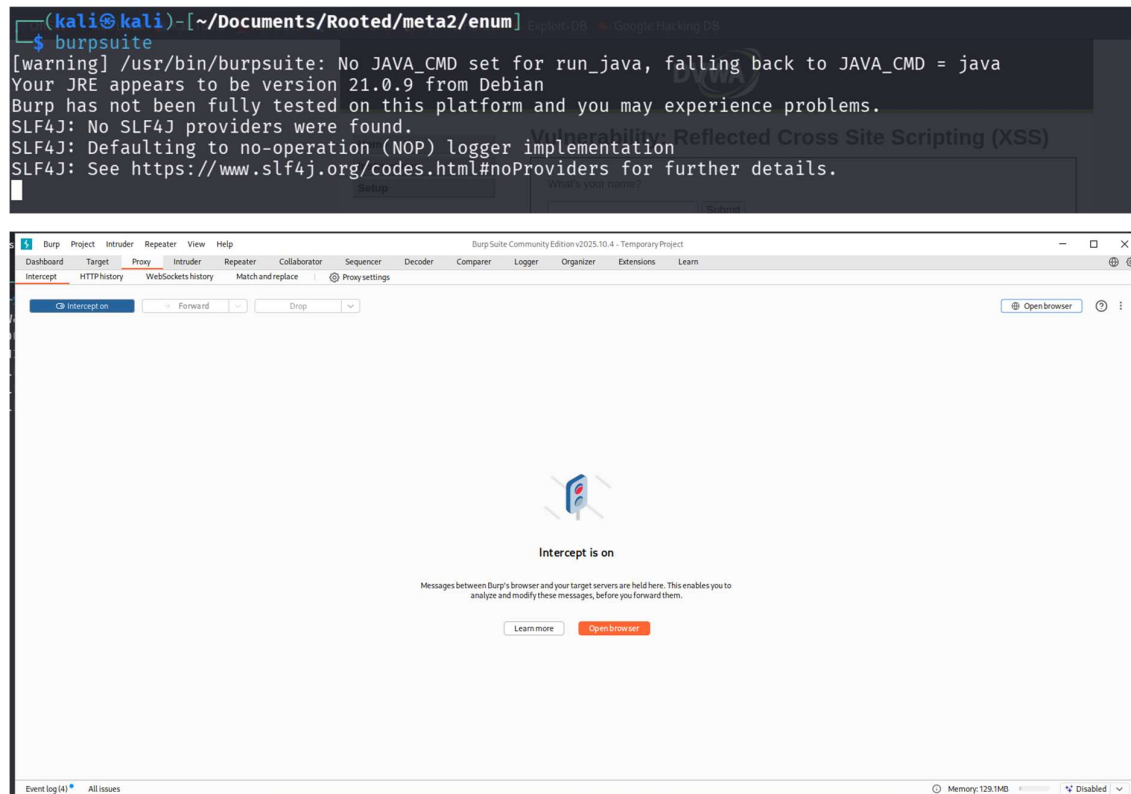 (kali㉿kali)-[~/Documents/Rooted/meta2/enum] Exploit-DB Google Hacking DB
$ burpsuite
[warning] /usr/bin/burpsuite: No JAVA_CMD set for run_java, falling back to JAVA_CMD = java
DVWA
Your JRE appears to be version 21.0.9 from Debian
Burp has not been fully tested on this platform and you may experience problems.
SLF4J: No SLF4J providers were found.
Vulnerability: Reflected Cross Site Scripting (XSS)
SLF4J: Defaulting to no-operation (NOP) logger implementation
SLF4J: See https://www.slf4j.org/codes.html#noProviders for further details.
Setup What's your name?
Submit
Burp Project Intruder Repeater View Help Burp Suite Community Edition v2025.10.4 - Temporary Project
Dashboard Target Proxy Intruder Repeater Collaborator Sequencer Decoder Comparer Logger Organizer Extensions Learn
Intercept HTTP history WebSockets history Match and replace Proxy settings
Intercept on Forward Drop Open browser
Intercept is on
Messages between Burp's browser and your target servers are held here. This enables you to
analyze and modify these messages, before you forward them.
Learn more Open browser
Event log (4) All issues Memory: 129.1MB Disabled